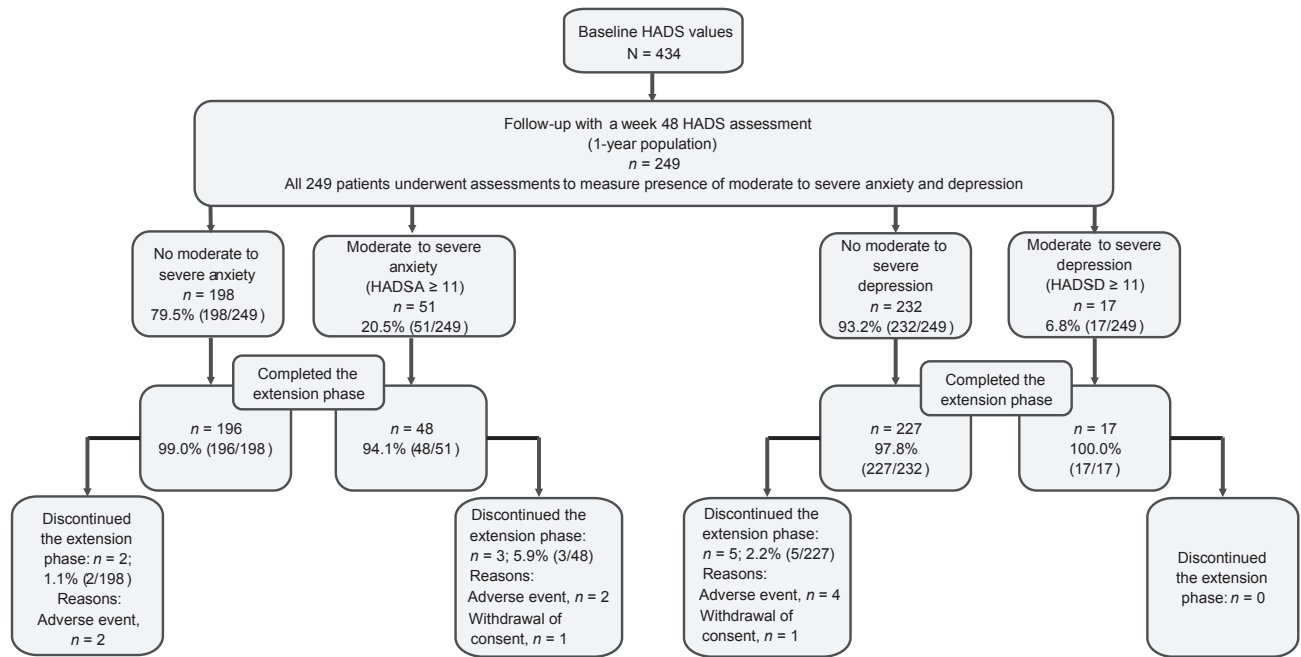 Baseline HADS values
N = 434
Follow-up with a week 48 HADS assessment
(1-year population)
n = 249
All 249 patients underwent assessments to measure presence of moderate to severe anxiety and depression
No moderate to
severe anxiety
n = 198
79.5% (198/249)
Moderate to severe
anxiety
(HADSA ≥ 11)
n = 51
20.5% (51/249)
No moderate to
severe
depression
n = 232
93.2% (232/249)
Moderate to severe
depression
(HADSD ≥ 11)
n = 17
6.8% (17/249)
Completed the
extension phase
n = 196
99.0% (196/198)
n = 48
94.1% (48/51)
Completed the
extension phase
n = 227
97.8%
(227/232)
n = 17
100.0%
(17/17)
Discontinued
the extension
phase: n = 2;
1.1% (2/198)
Reasons:
Adverse event,
n = 2
Discontinued the
extension phase:
n = 3; 5.9% (3/48)
Reasons:
Adverse event, n = 2
Withdrawal of
consent, n = 1
Discontinued the
extension phase:
n = 5; 2.2% (5/227)
Reasons:
Adverse event, n = 4
Withdrawal of
consent, n = 1
Discontinued
the extension
phase: n = 0